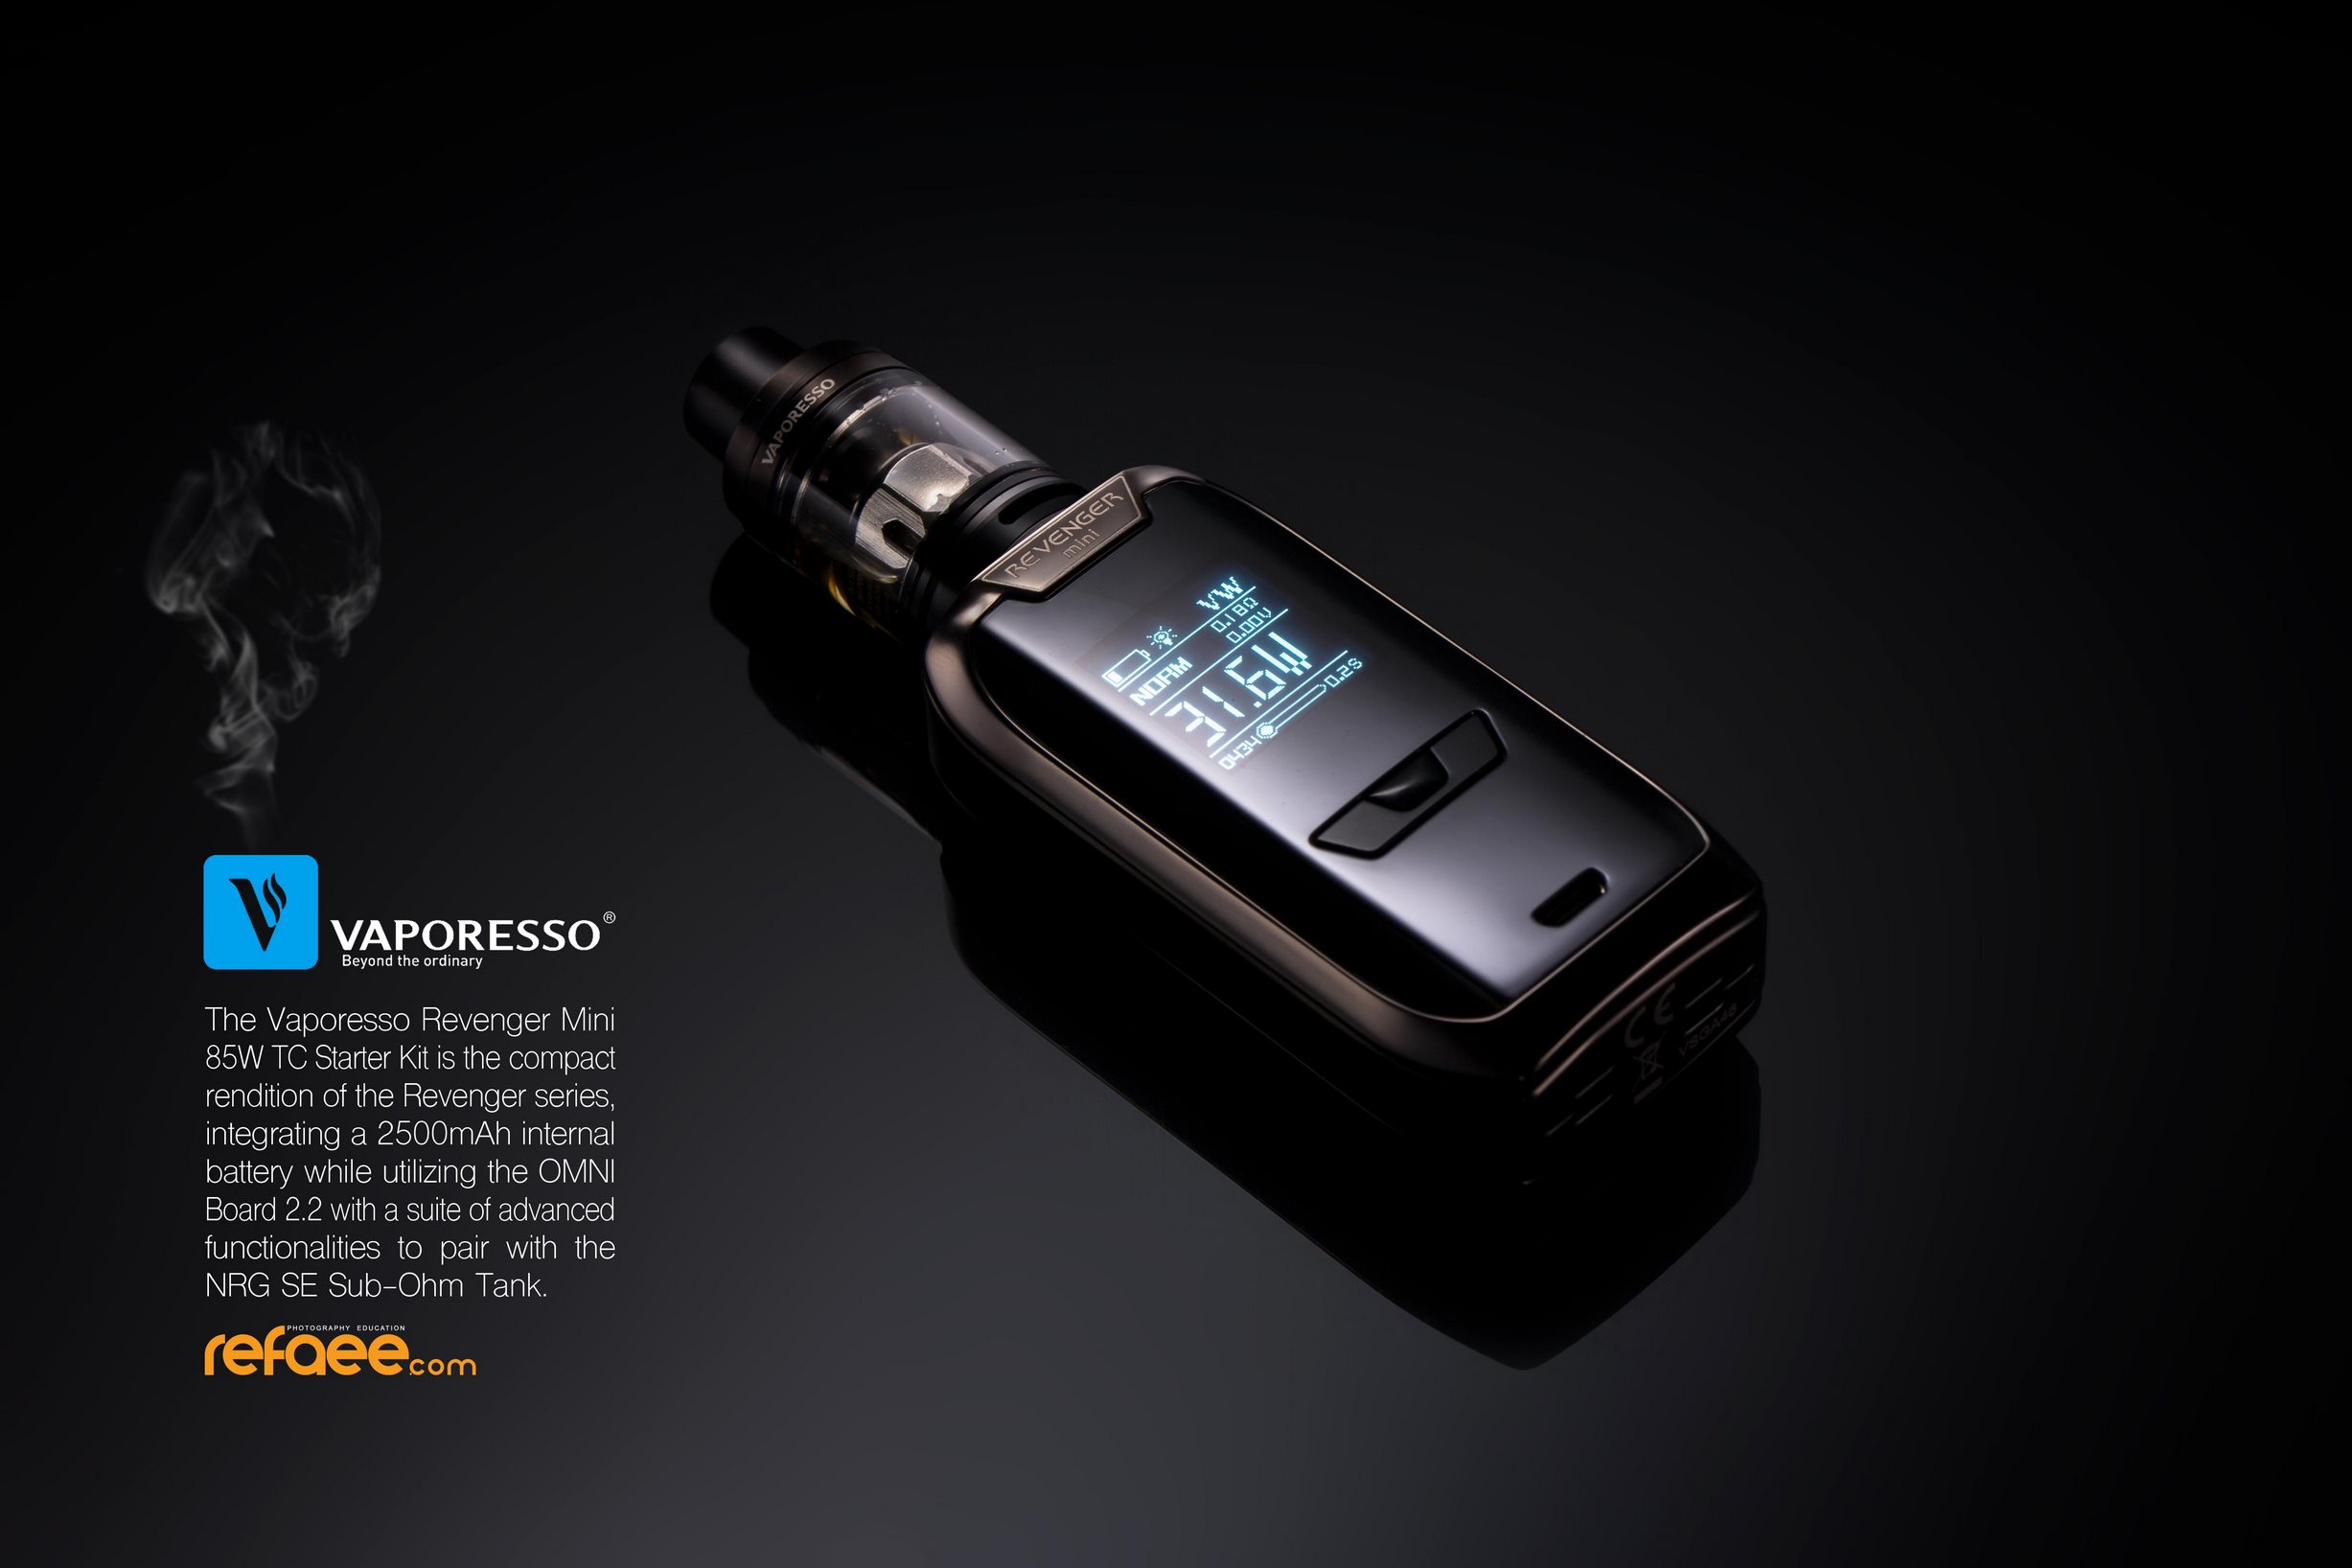 VAPORESSO
REVENGER
mini
VW
0.18Ω
0.00V
NORM
31.6W
0434
0.2S
CE
VSGA48
VAPORESSO®
Beyond the ordinary
The Vaporesso Revenger Mini
85W TC Starter Kit is the compact
rendition of the Revenger series,
integrating a 2500mAh internal
battery while utilizing the OMNI
Board 2.2 with a suite of advanced
functionalities to pair with the
NRG SE Sub-Ohm Tank.
PHOTOGRAPHY EDUCATION
refaee.com